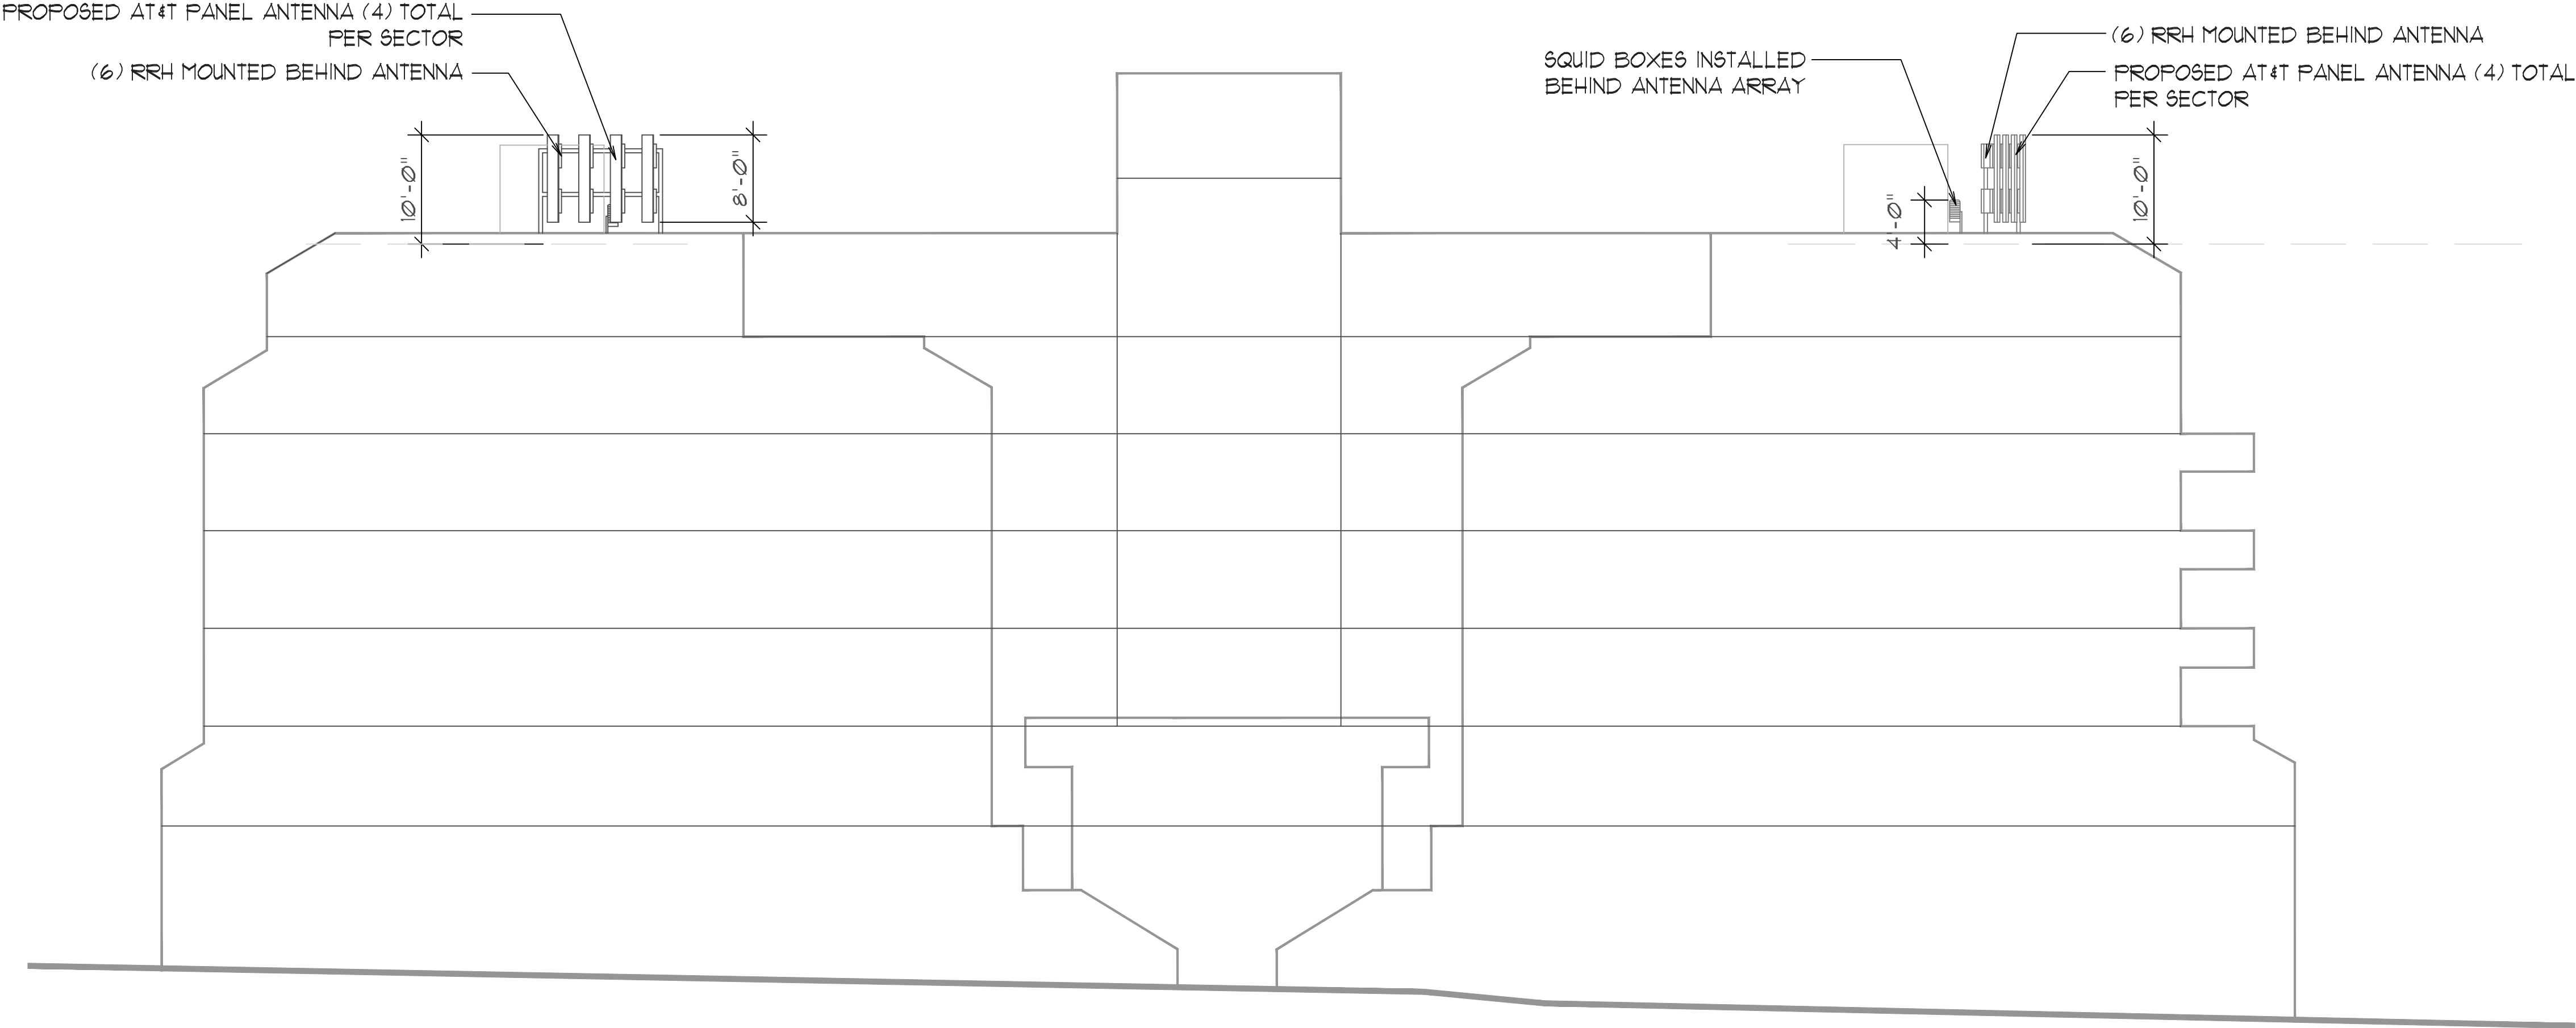 PROPOSED AT&T PANEL ANTENNA (4) TOTAL
PER SECTOR
(6) RRH MOUNTED BEHIND ANTENNA
10'-0"
8'-0"
SQUID BOXES INSTALLED
BEHIND ANTENNA ARRAY
(6) RRH MOUNTED BEHIND ANTENNA
PROPOSED AT&T PANEL ANTENNA (4) TOTAL
PER SECTOR
4'-0"
10'-0"